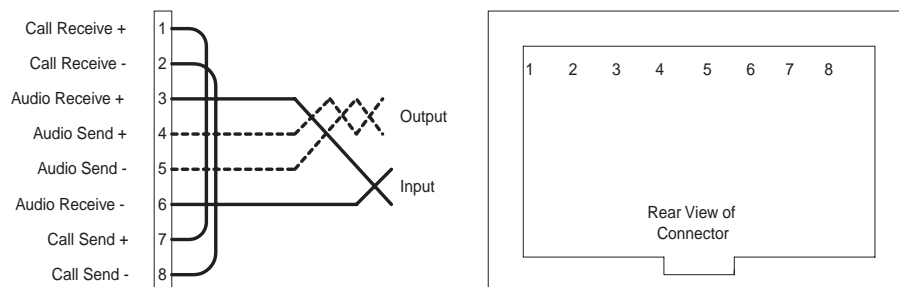 Call Receive + 1
Call Receive - 2
Audio Receive + 3
Audio Send + 4
Audio Send - 5
Audio Receive - 6
Call Send + 7
Call Send - 8
Output
Input
1 2 3 4 5 6 7 8
Rear View of
Connector